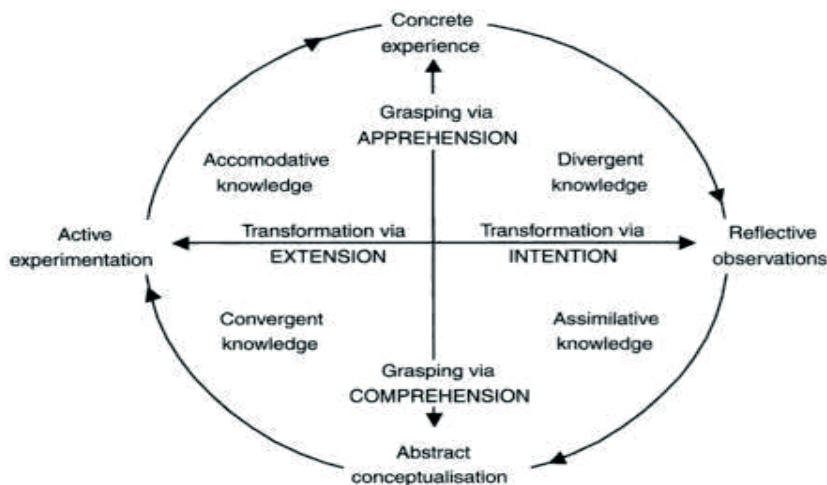 Concrete
experience
Grasping via
APPREHENSION
Accomodative
knowledge
Divergent
knowledge
Active
experimentation
Transformation via
EXTENSION
Transformation via
INTENTION
Reflective
observations
Convergent
knowledge
Assimilative
knowledge
Grasping via
COMPREHENSION
Abstract
conceptualisation